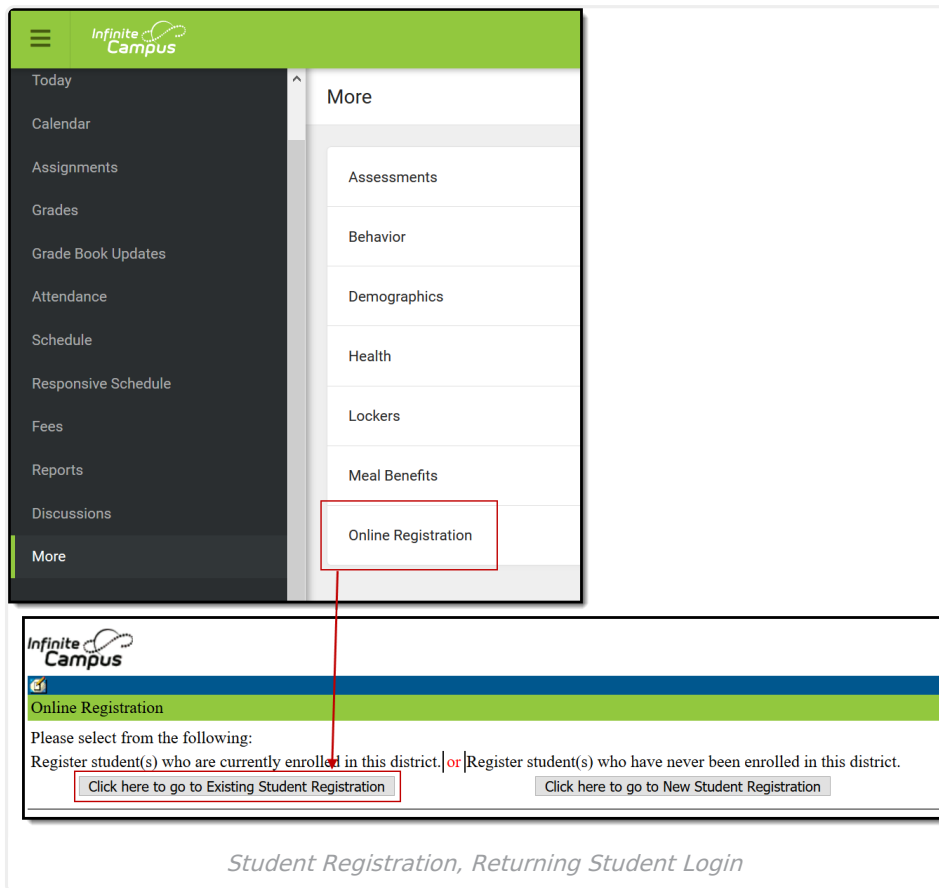 Infinite
Campus
Today
Calendar
Assignments
Grades
Grade Book Updates
Attendance
Schedule
Responsive Schedule
Fees
Reports
Discussions
More
More
Assessments
Behavior
Demographics
Health
Lockers
Meal Benefits
Online Registration
Infinite
Campus
Online Registration
Please select from the following:
Register student(s) who are currently enrolled in this district. or Register student(s) who have never been enrolled in this district.
Click here to go to Existing Student Registration Click here to go to New Student Registration
Student Registration, Returning Student Login